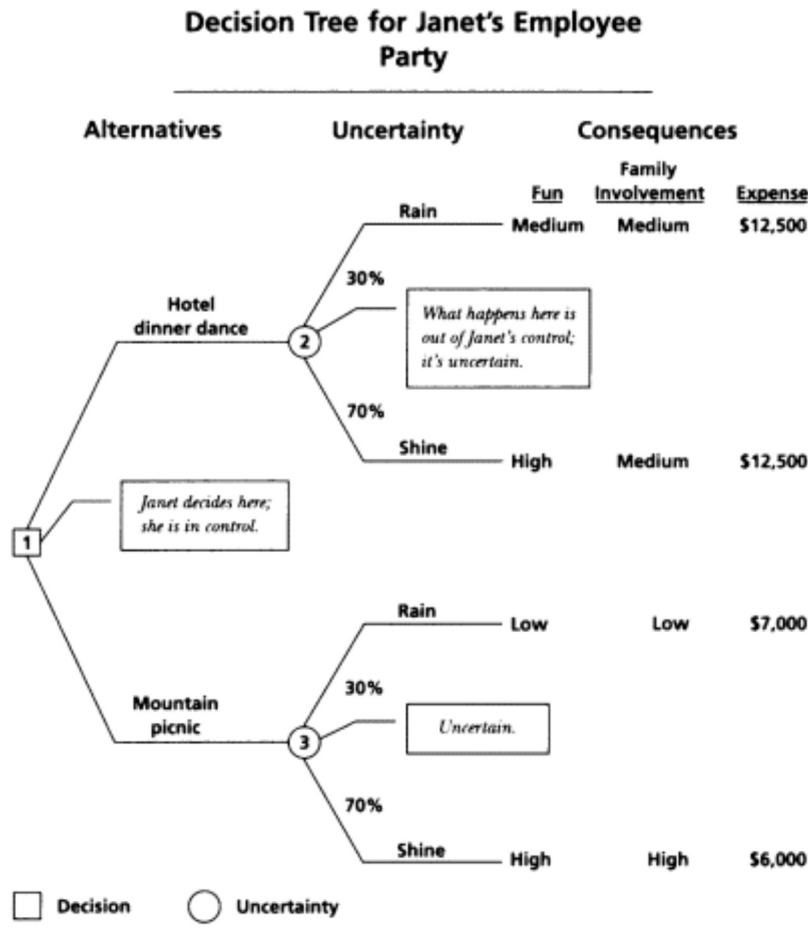 Decision Tree for Janet's Employee
Party
Alternatives Uncertainty Consequences
Family
Fun Involvement Expense
Rain Medium Medium $12,500
30%
Hotel
dinner dance
2
What happens here is
out of Janet's control;
it's uncertain.
70%
Shine High Medium $12,500
Janet decides here;
she is in control.
1
Rain Low Low $7,000
30%
Mountain
picnic
3
Uncertain.
70%
Shine High High $6,000
Decision Uncertainty